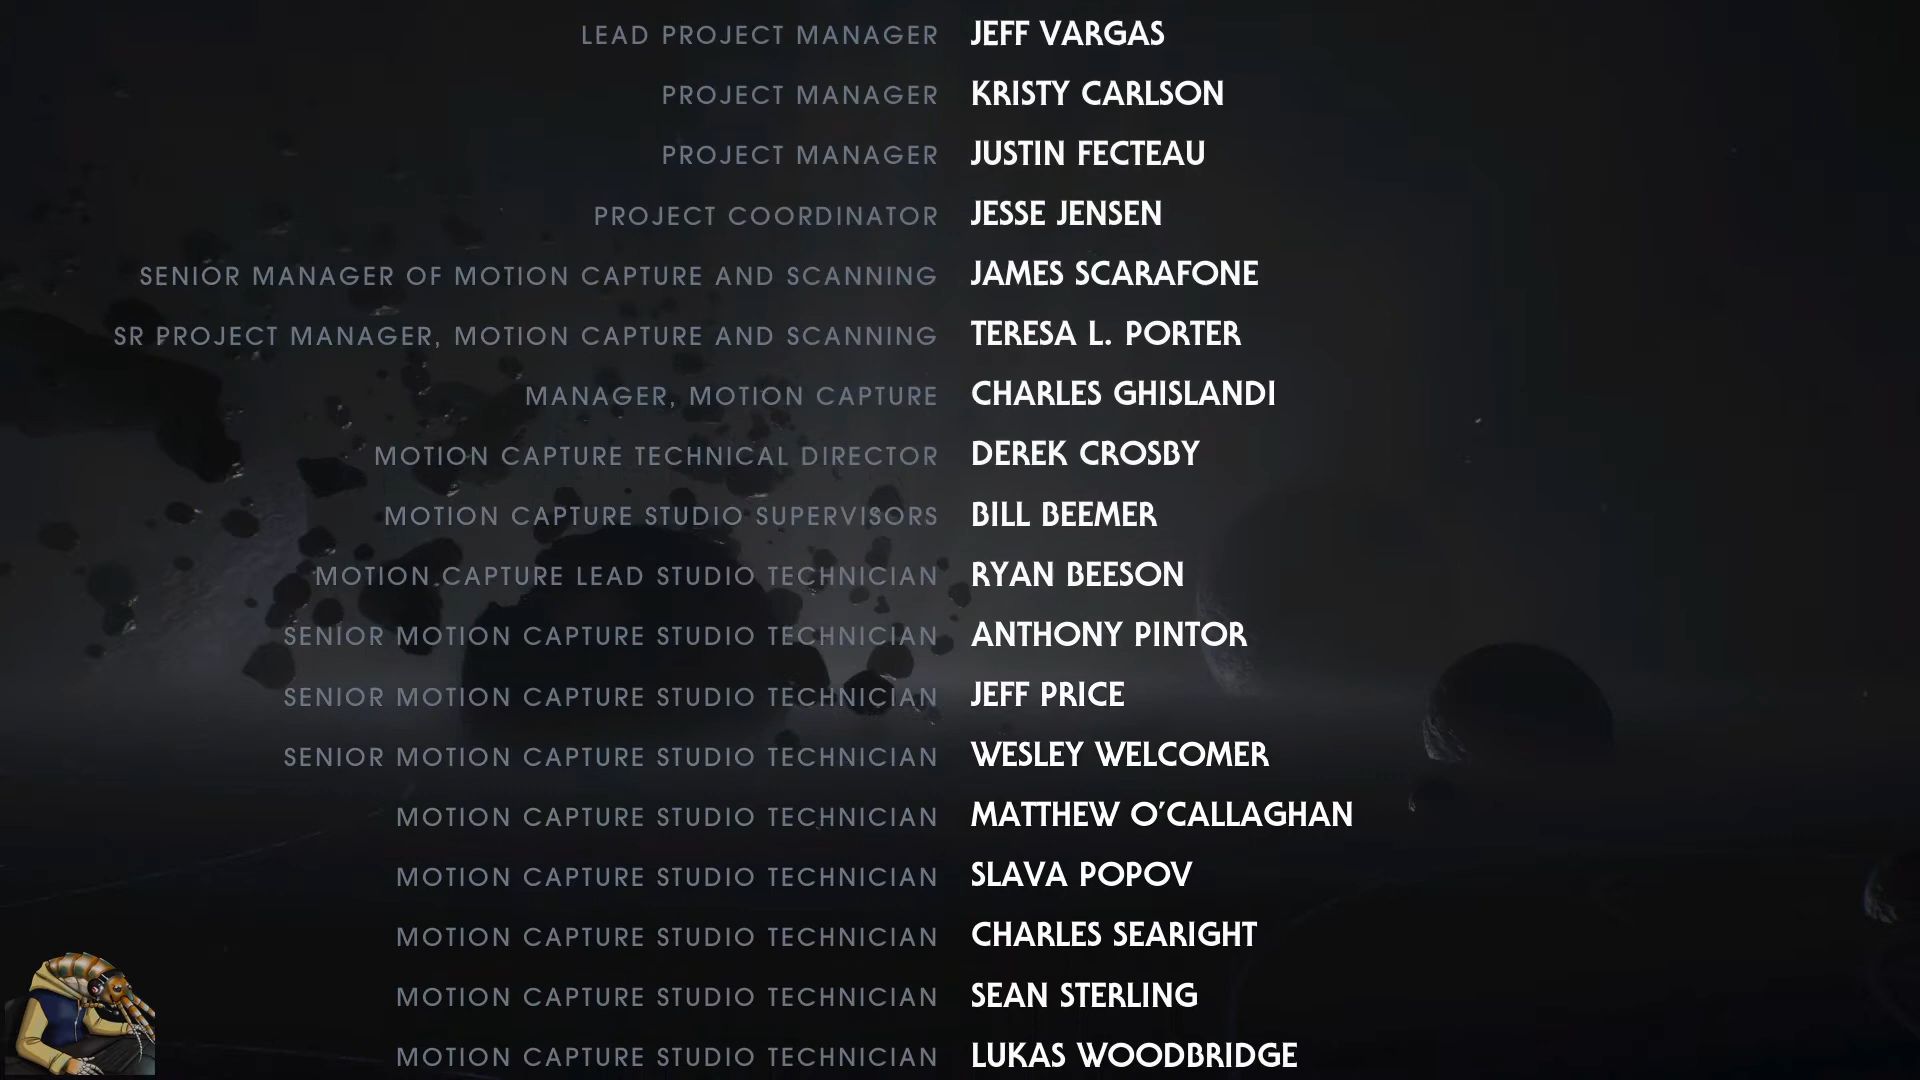 LEAD PROJECT MANAGER JEFF VARGAS
PROJECT MANAGER KRISTY CARLSON
PROJECT MANAGER JUSTIN FECTEAU
PROJECT COORDINATOR JESSE JENSEN
SENIOR MANAGER OF MOTION CAPTURE AND SCANNING JAMES SCARAFONE
SR PROJECT MANAGER, MOTION CAPTURE AND SCANNING TERESA L. PORTER
MANAGER, MOTION CAPTURE CHARLES GHISLANDI
MOTION CAPTURE TECHNICAL DIRECTOR DEREK CROSBY
MOTION CAPTURE STUDIO SUPERVISORS BILL BEEMER
MOTION CAPTURE LEAD STUDIO TECHNICIAN RYAN BEESON
SENIOR MOTION CAPTURE STUDIO TECHNICIAN ANTHONY PINTOR
SENIOR MOTION CAPTURE STUDIO TECHNICIAN JEFF PRICE
SENIOR MOTION CAPTURE STUDIO TECHNICIAN WESLEY WELCOMER
MOTION CAPTURE STUDIO TECHNICIAN MATTHEW O'CALLAGHAN
MOTION CAPTURE STUDIO TECHNICIAN SLAVA POPOV
MOTION CAPTURE STUDIO TECHNICIAN CHARLES SEARIGHT
MOTION CAPTURE STUDIO TECHNICIAN SEAN STERLING
MOTION CAPTURE STUDIO TECHNICIAN LUKAS WOODBRIDGE